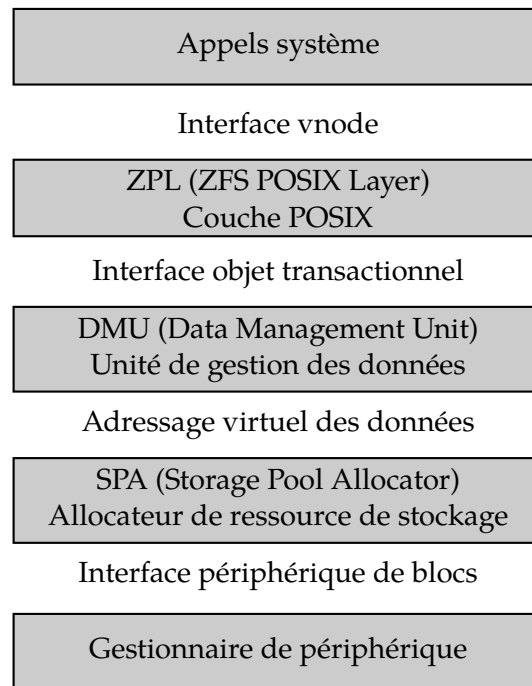 Appels système
Interface vnode
ZPL (ZFS POSIX Layer)
Couche POSIX
Interface objet transactionnel
DMU (Data Management Unit)
Unité de gestion des données
Adressage virtuel des données
SPA (Storage Pool Allocator)
Allocateur de ressource de stockage
Interface périphérique de blocs
Gestionnaire de périphérique